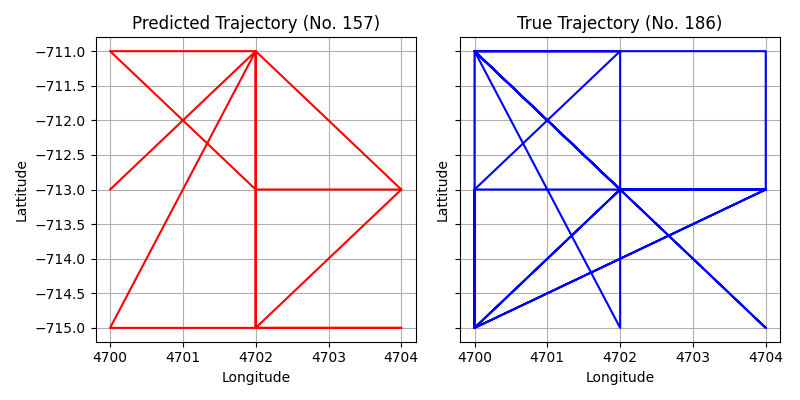 Predicted Trajectory (No. 157)
True Trajectory (No. 186)
−711.0
−711.5
−712.0
−712.5
−713.0
−713.5
−714.0
−714.5
−715.0
Lattitude
Lattitude
4700 4701 4702 4703 4704
4700 4701 4702 4703 4704
Longitude
Longitude